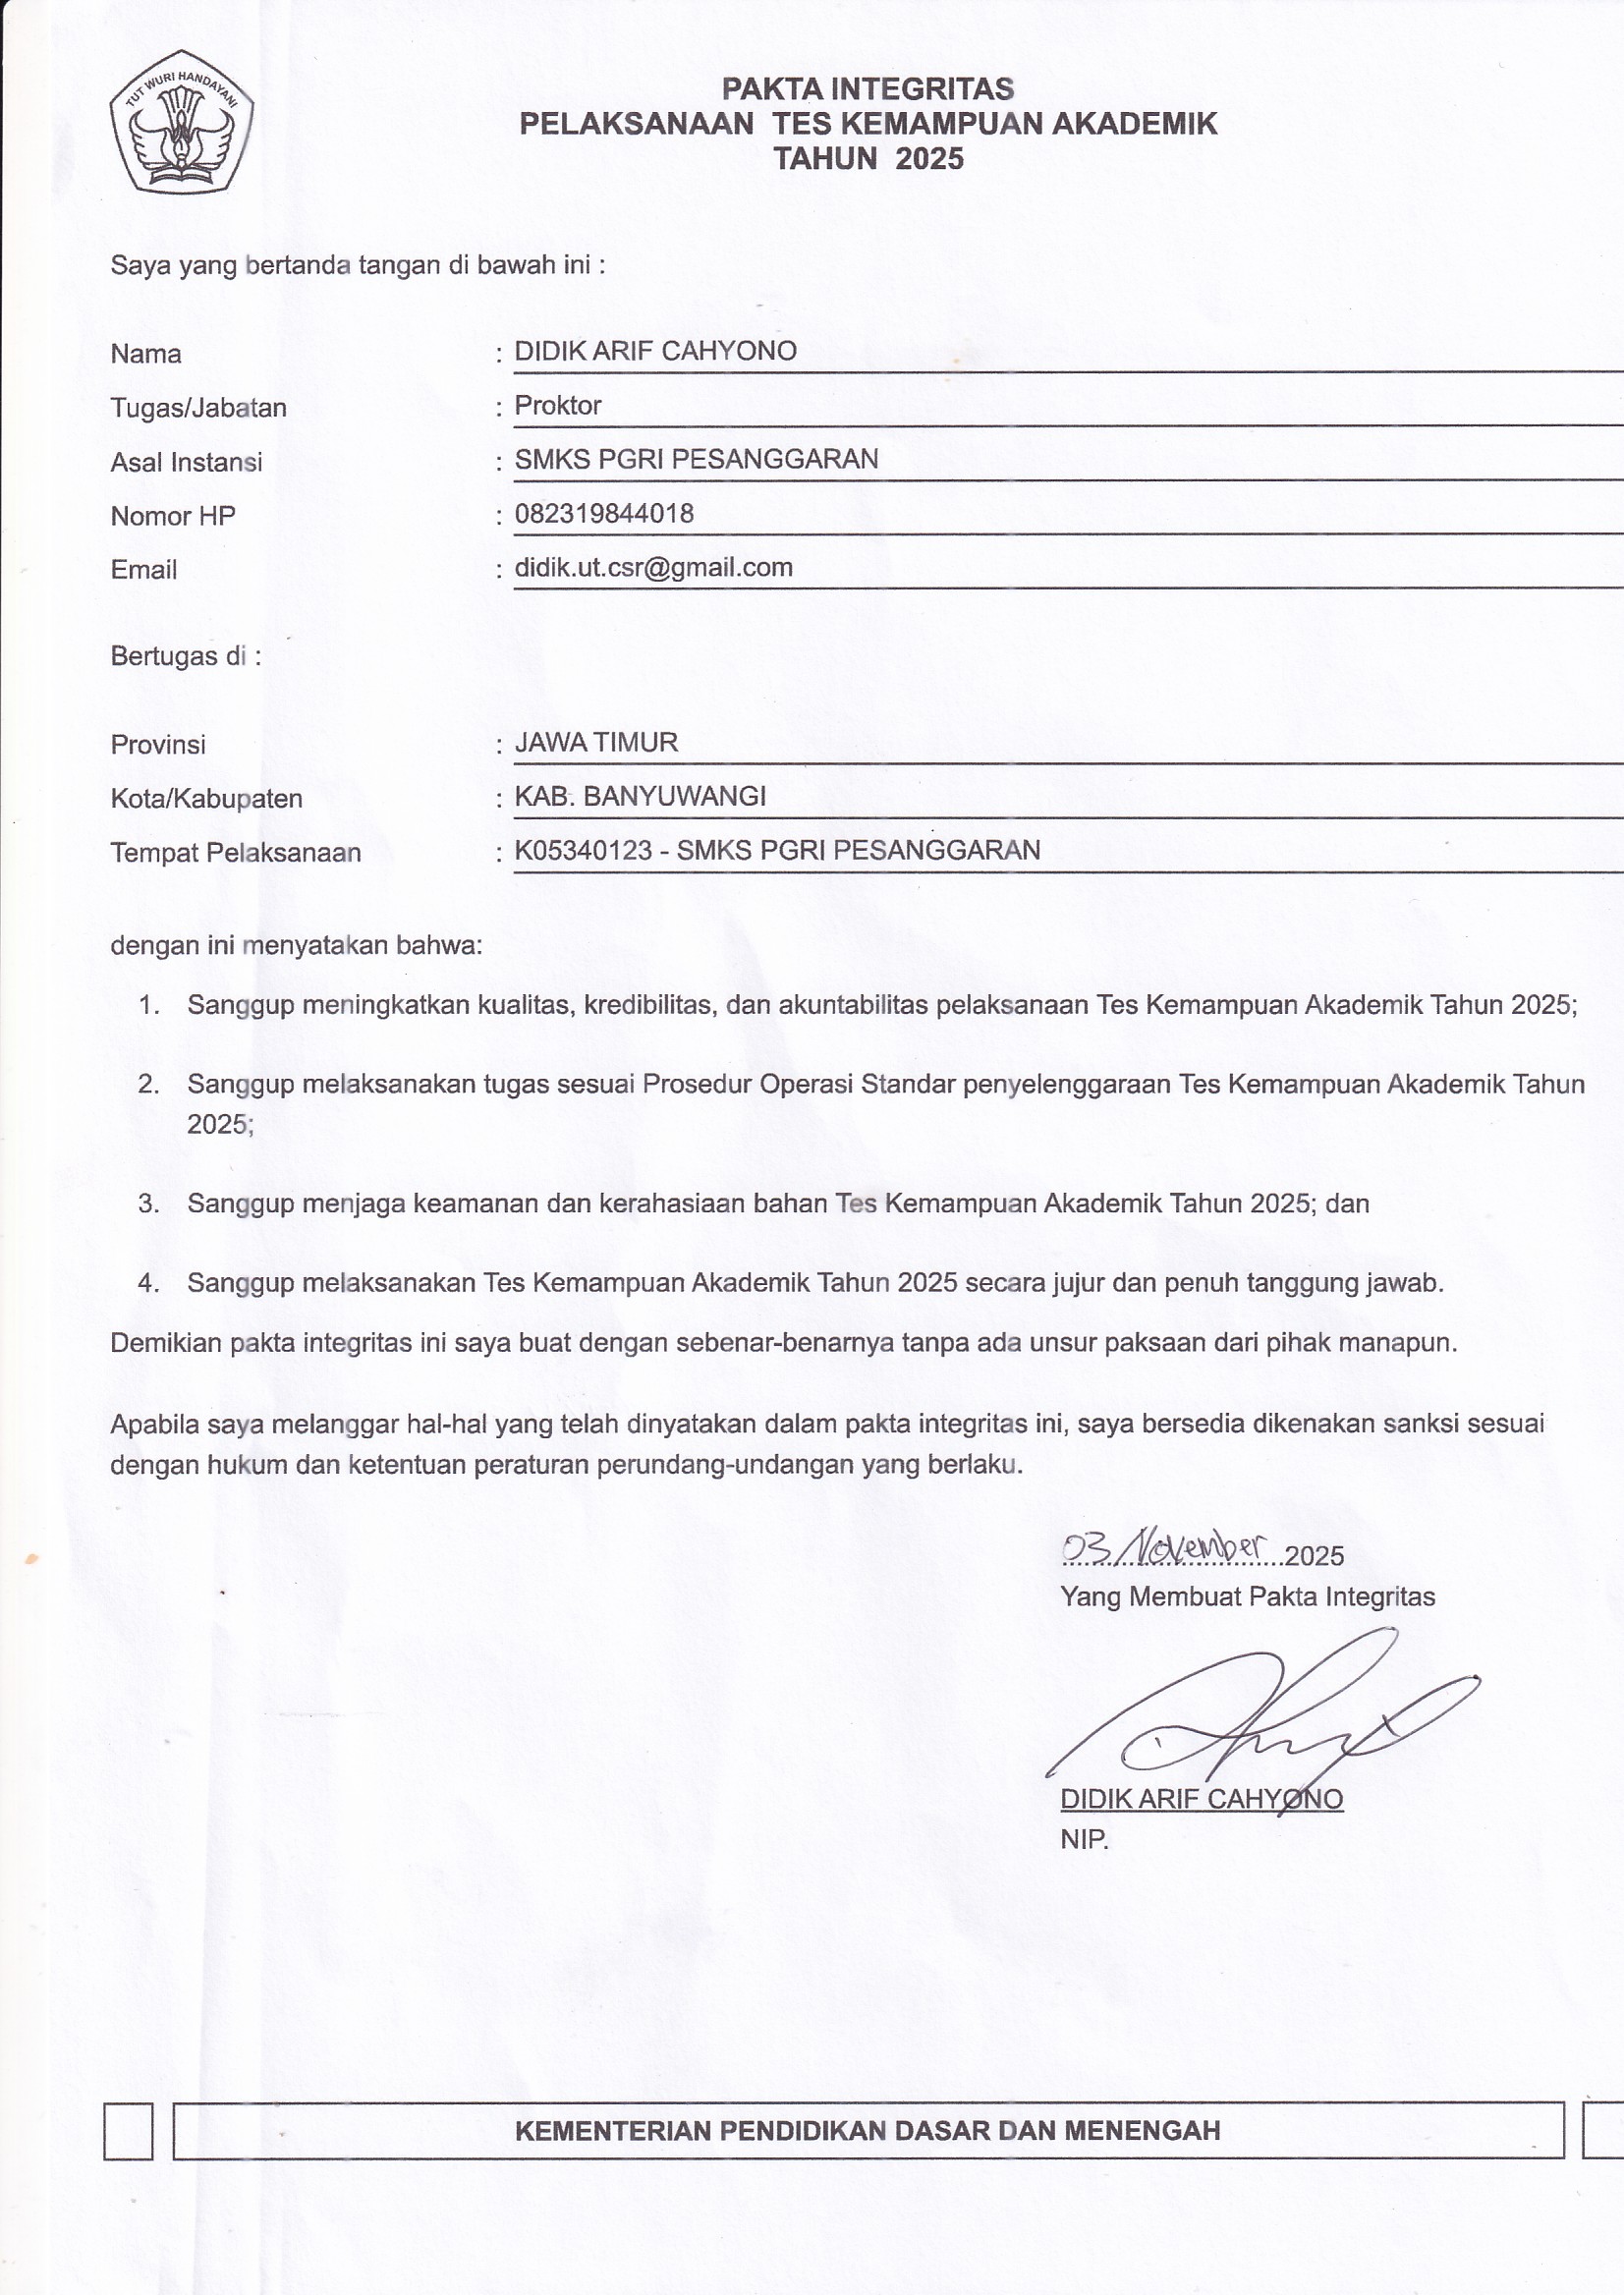 TUT WURI HANDAYANI
PAKTA INTEGRITAS
PELAKSANAAN TES KEMAMPUAN AKADEMIK
TAHUN 2025
Saya yang bertanda tangan di bawah ini :
Nama : DIDIK ARIF CAHYONO
Tugas/Jabatan : Proktor
Asal Instansi : SMKS PGRI PESANGGARAN
Nomor HP : 082319844018
Email : didik.ut.csr@gmail.com
Bertugas di :
Provinsi : JAWA TIMUR
Kota/Kabupaten : KAB. BANYUWANGI
Tempat Pelaksanaan : K05340123 - SMKS PGRI PESANGGARAN
dengan ini menyatakan bahwa:
1. Sanggup meningkatkan kualitas, kredibilitas, dan akuntabilitas pelaksanaan Tes Kemampuan Akademik Tahun 2025;
2. Sanggup melaksanakan tugas sesuai Prosedur Operasi Standar penyelenggaraan Tes Kemampuan Akademik Tahun
2025;
3. Sanggup menjaga keamanan dan kerahasiaan bahan Tes Kemampuan Akademik Tahun 2025; dan
4. Sanggup melaksanakan Tes Kemampuan Akademik Tahun 2025 secara jujur dan penuh tanggung jawab.
Demikian pakta integritas ini saya buat dengan sebenar-benarnya tanpa ada unsur paksaan dari pihak manapun.
Apabila saya melanggar hal-hal yang telah dinyatakan dalam pakta integritas ini, saya bersedia dikenakan sanksi sesuai
dengan hukum dan ketentuan peraturan perundang-undangan yang berlaku.
03 November 2025
Yang Membuat Pakta Integritas
DIDIK ARIF CAHYONO
NIP.
KEMENTERIAN PENDIDIKAN DASAR DAN MENENGAH